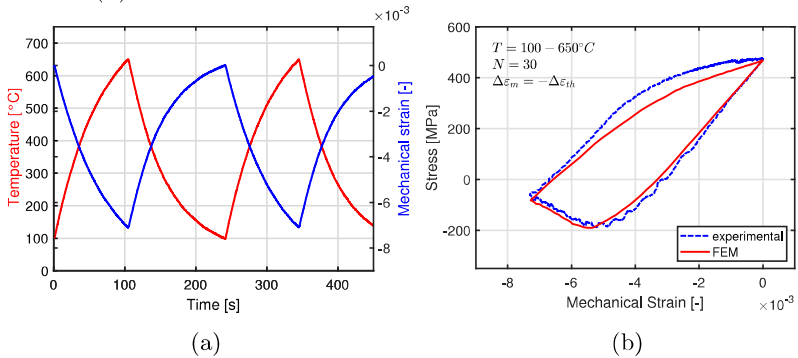 ×10⁻³
700
600
500
400
300
200
100
0
Temperature [°C]
0
-2
-4
-6
-8
Mechanical strain [-]
0
100
200
300
400
Time [s]
(a)
T = 100 − 650°C
N = 30
Δε_m = −Δε_th
600
400
200
0
-200
Stress [MPa]
experimental
FEM
-8
-6
-4
-2
0
Mechanical Strain [-]
×10⁻³
(b)